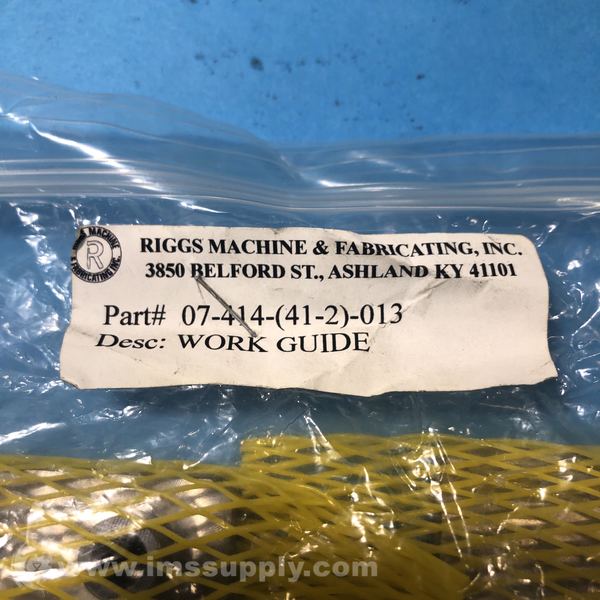 RIGGS MACHINE & FABRICATING, INC.
3850 BELFORD ST., ASHLAND KY 41101
R
Part# 07-414-(41-2)-013
Desc: WORK GUIDE
www.imssupply.com